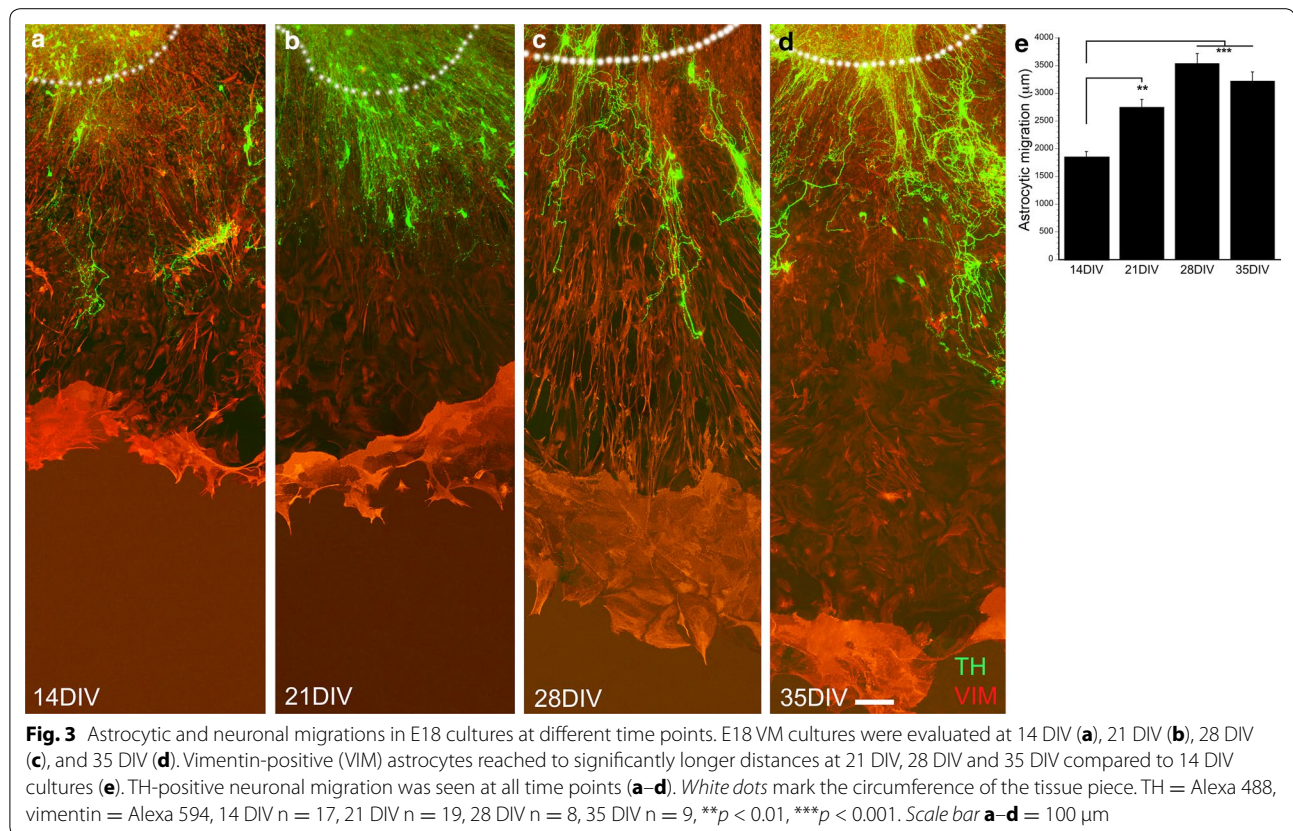 a b c d e
14DIV 21DIV 28DIV 35DIV
TH
VIM
Astrocytic migration (μm)
4000
3500
3000
2500
2000
1500
1000
500
0
***
**
14DIV 21DIV 28DIV 35DIV
Fig. 3 Astrocytic and neuronal migrations in E18 cultures at different time points. E18 VM cultures were evaluated at 14 DIV (a), 21 DIV (b), 28 DIV
(c), and 35 DIV (d). Vimentin-positive (VIM) astrocytes reached to significantly longer distances at 21 DIV, 28 DIV and 35 DIV compared to 14 DIV
cultures (e). TH-positive neuronal migration was seen at all time points (a–d). White dots mark the circumference of the tissue piece. TH = Alexa 488,
vimentin = Alexa 594, 14 DIV n = 17, 21 DIV n = 19, 28 DIV n = 8, 35 DIV n = 9, **p < 0.01, ***p < 0.001. Scale bar a–d = 100 μm